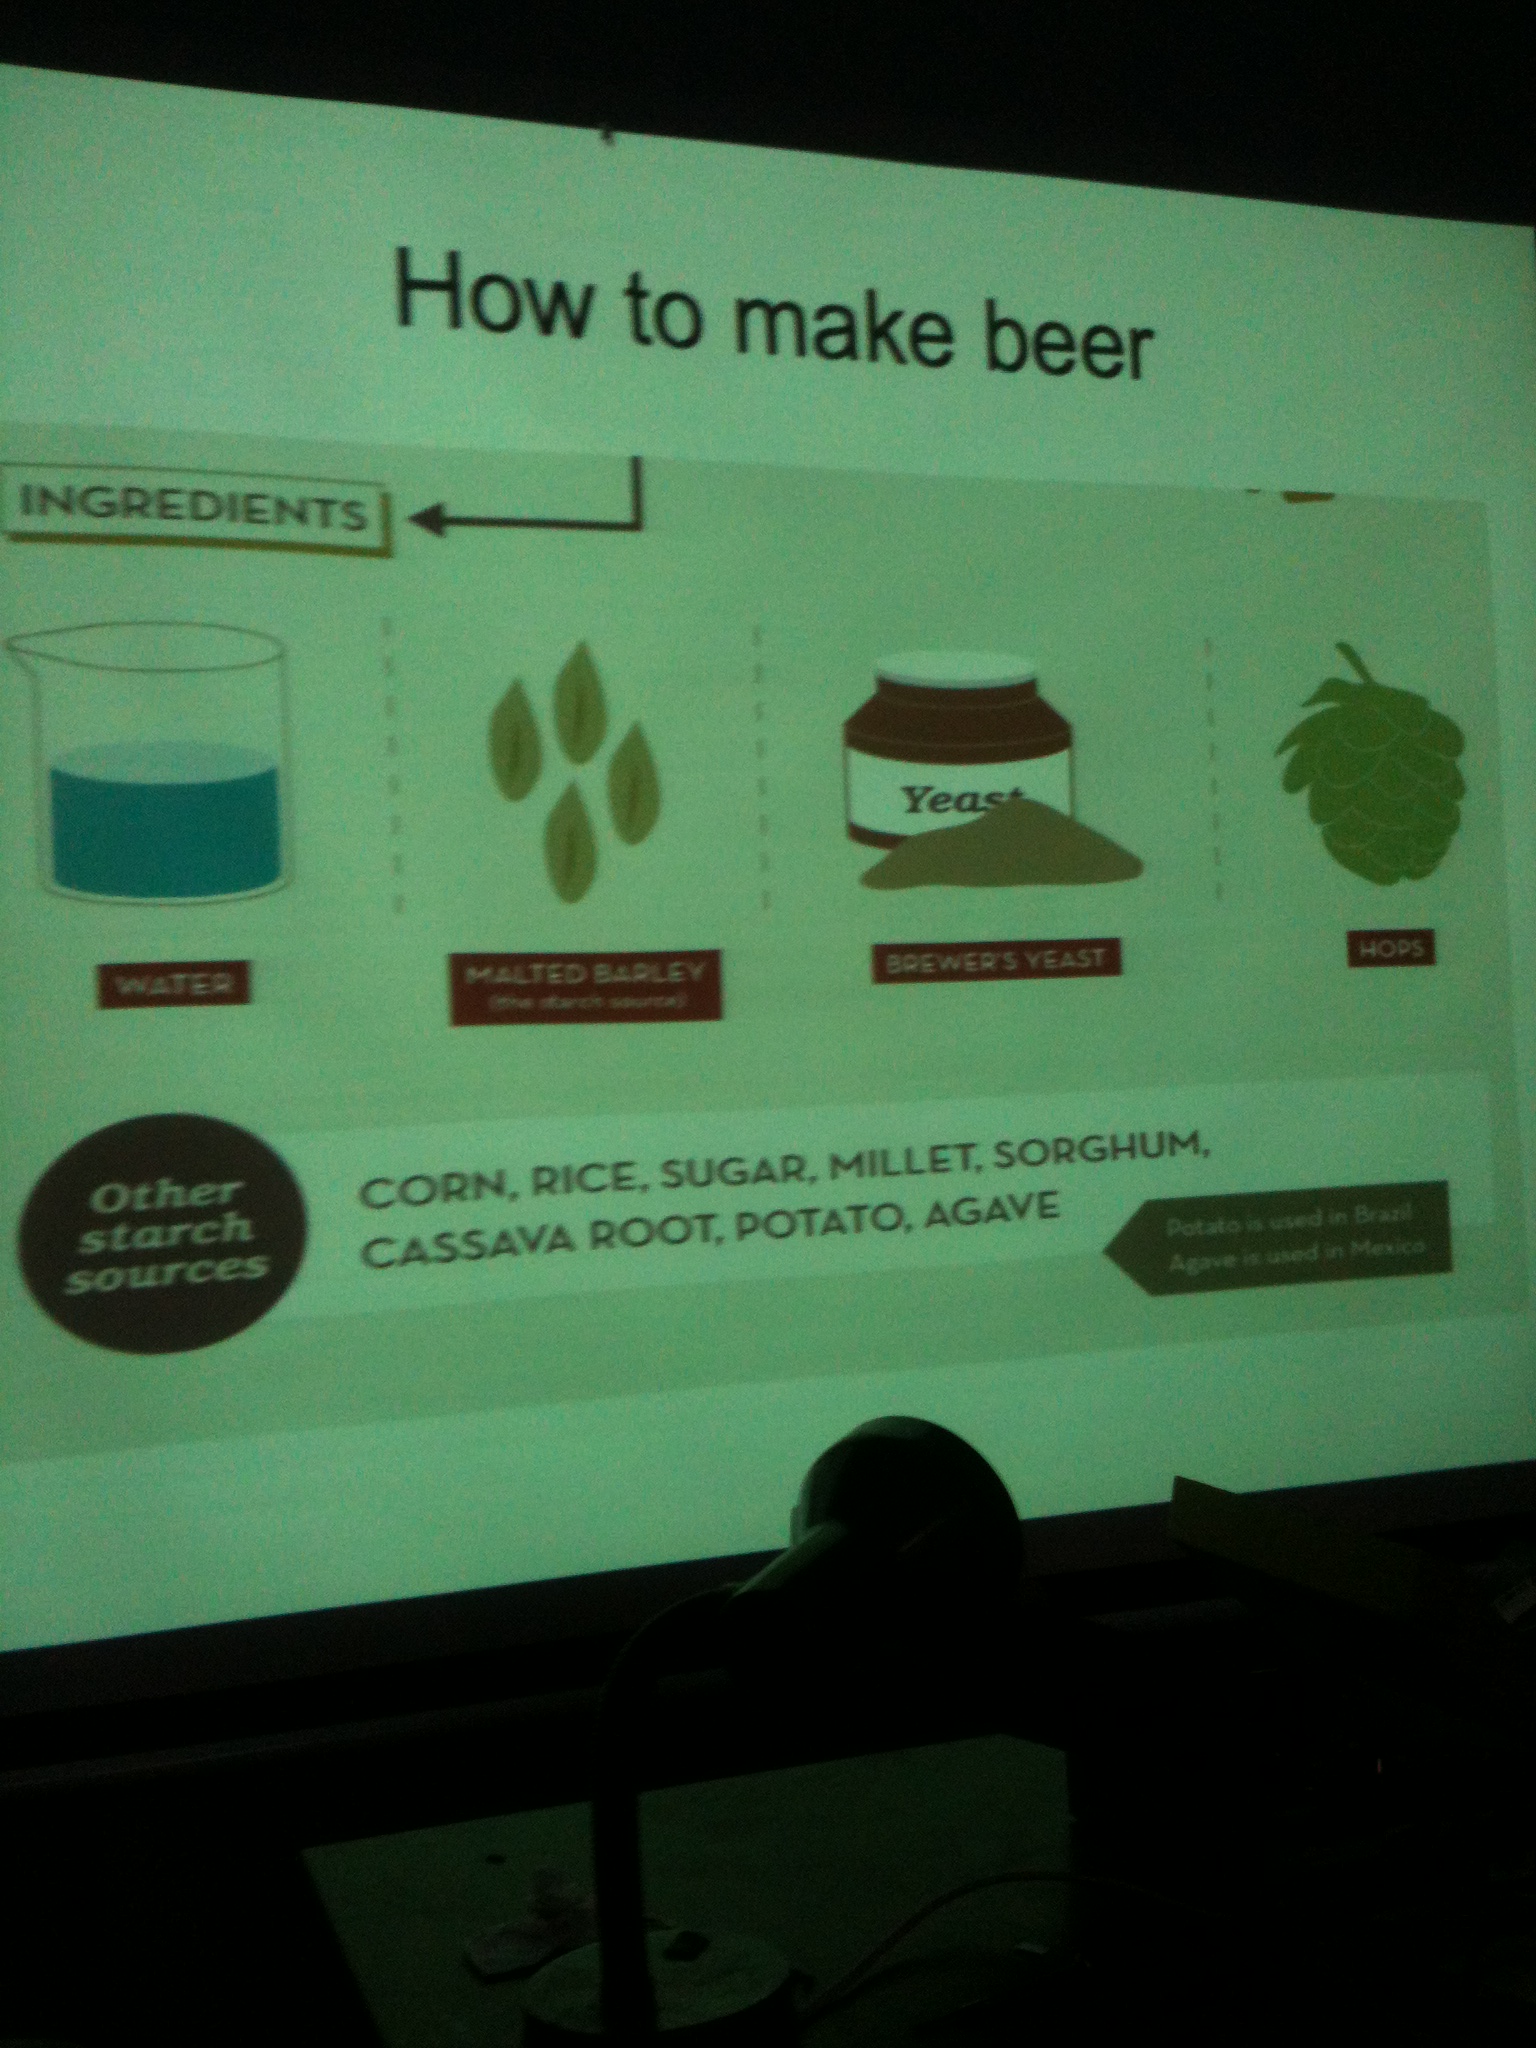 How to make beer
INGREDIENTS
Yeast
WATER
MALTED BARLEY
(the starch source)
BREWER'S YEAST
HOPS
Other
starch
sources
CORN, RICE, SUGAR, MILLET, SORGHUM,
CASSAVA ROOT, POTATO, AGAVE
Potato is used in Brazil
Agave is used in Mexico